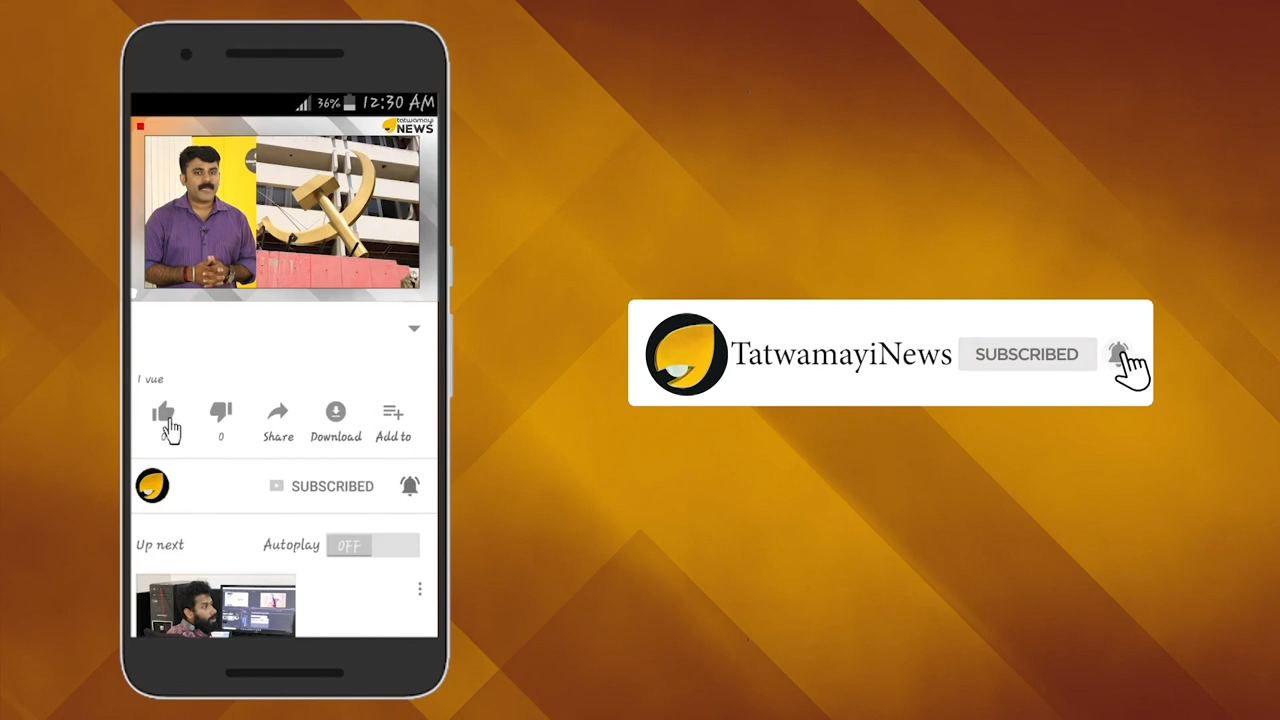 36% 12:30 AM
tatwamayi
NEWS
1 vue
0
0
Share
Download
Add to
SUBSCRIBED
Up next
Autoplay
OFF
TatwamayiNews
SUBSCRIBED